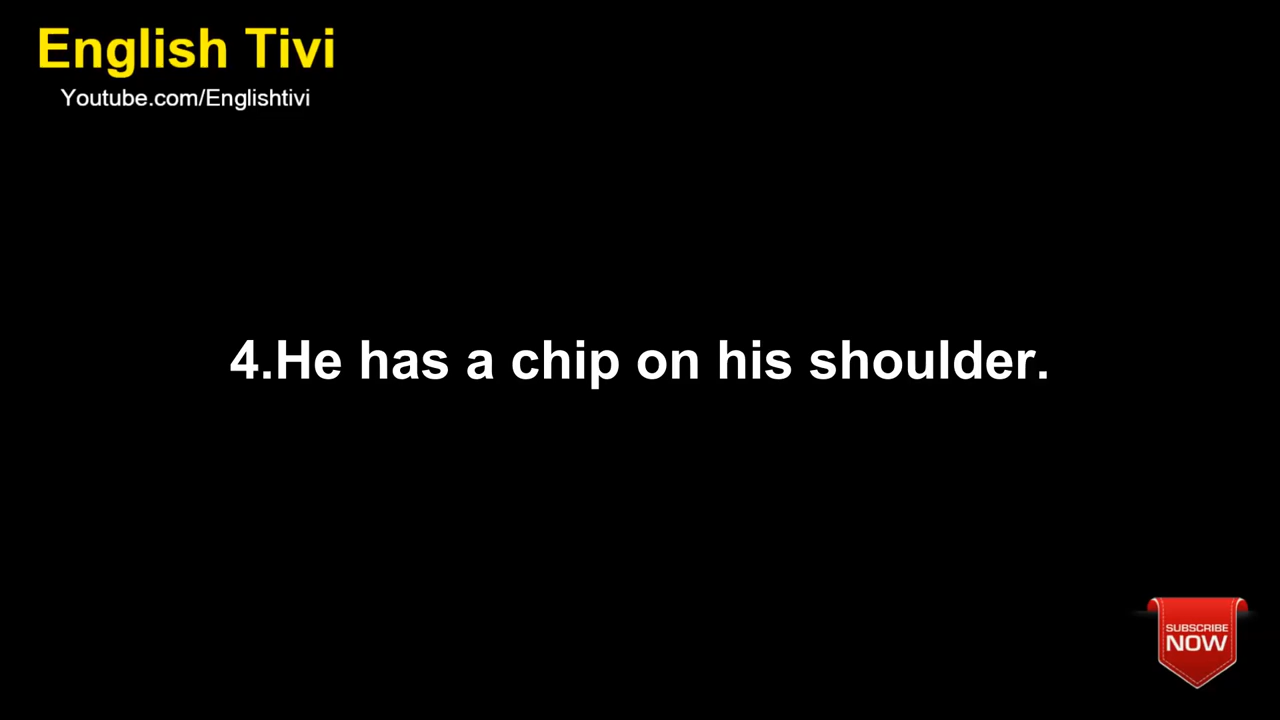 English Tivi
Youtube.com/Englishtivi
4.He has a chip on his shoulder.
SUBSCRIBE
NOW